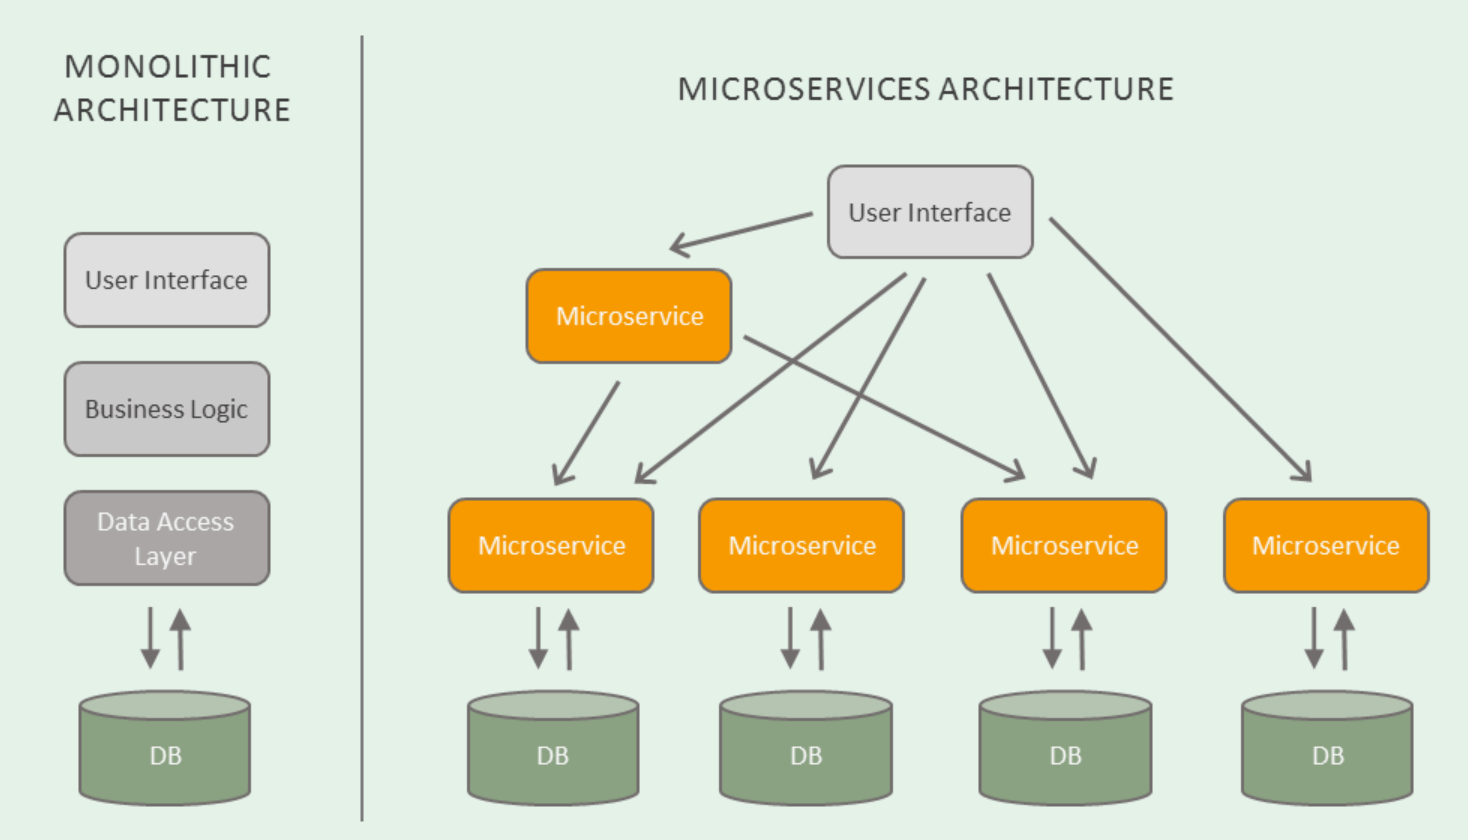 MONOLITHIC
ARCHITECTURE
User Interface
Business Logic
Data Access
Layer
DB
MICROSERVICES ARCHITECTURE
User Interface
Microservice
Microservice
Microservice
Microservice
Microservice
DB
DB
DB
DB